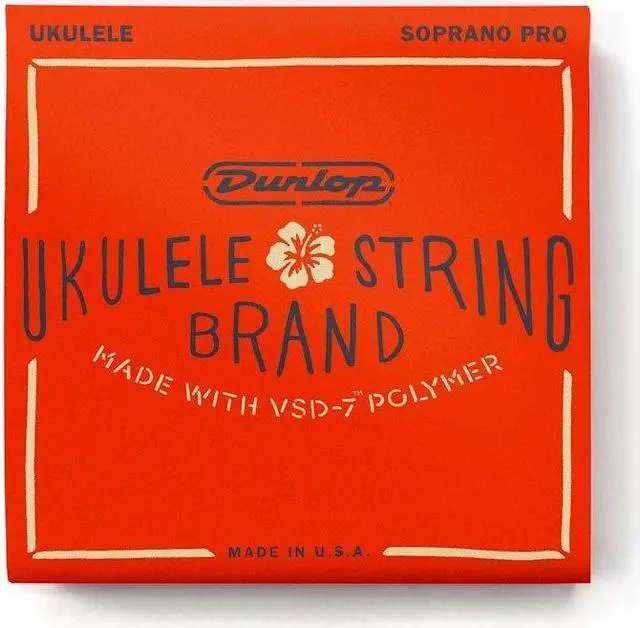 UKULELE
SOPRANO PRO
Dunlop
UKULELE STRING
BRAND
MADE WITH VSD-7™ POLYMER
MADE IN U.S.A.